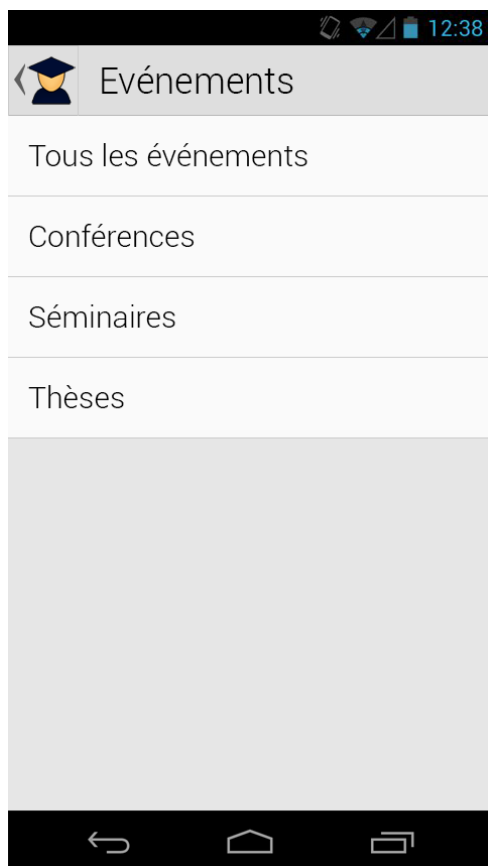 12:38
Evénements
Tous les événements
Conférences
Séminaires
Thèses